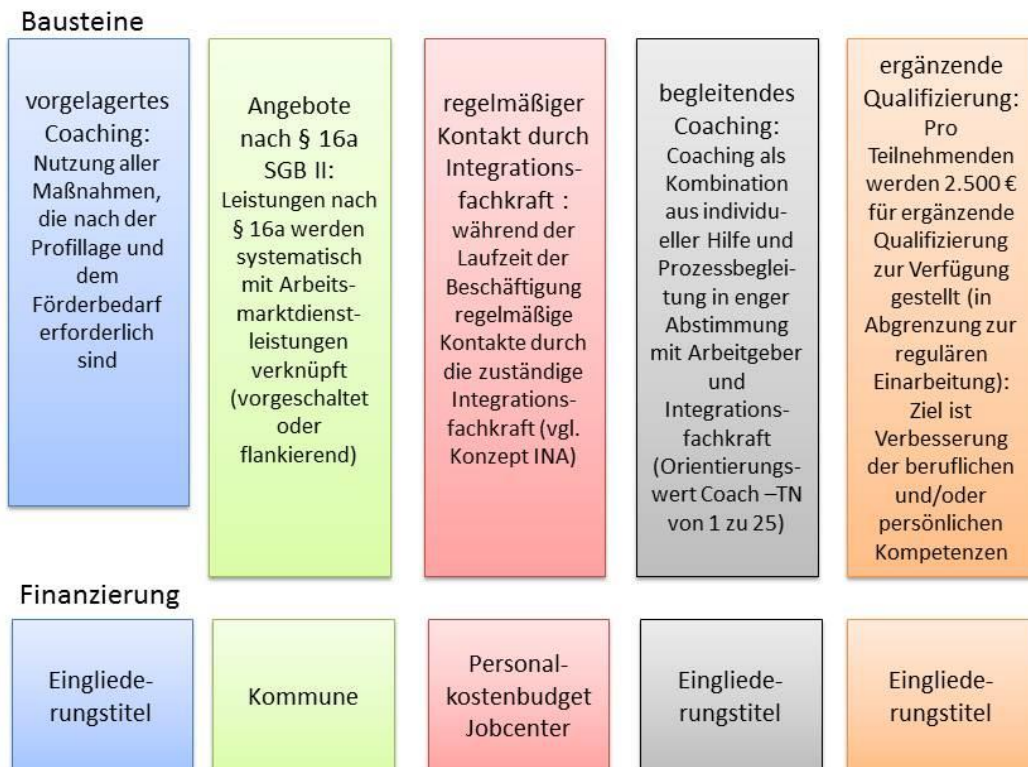 Bausteine
vorgelagertes
Coaching:
Nutzung aller
Maßnahmen,
die nach der
Profillage und
dem
Förderbedarf
erforderlich
sind
Angebote
nach § 16a
SGB II:
Leistungen nach
§ 16a werden
systematisch
mit Arbeits-
marktdienst-
leistungen
verknüpft
(vorgeschaltet
oder
flankierend)
regelmäßiger
Kontakt durch
Integrations-
fachkraft :
während der
Laufzeit der
Beschäftigung
regelmäßige
Kontakte durch
die zuständige
Integrations-
fachkraft (vgl.
Konzept INA)
begleitendes
Coaching:
Coaching als
Kombination
aus individu-
eller Hilfe und
Prozessbeglei-
tung in enger
Abstimmung
mit Arbeitgeber
und
Integrations-
fachkraft
(Orientierungs-
wert Coach –TN
von 1 zu 25)
ergänzende
Qualifizierung:
Pro
Teilnehmenden
werden 2.500 €
für ergänzende
Qualifizierung
zur Verfügung
gestellt (in
Abgrenzung zur
regulären
Einarbeitung):
Ziel ist
Verbesserung
der beruflichen
und/oder
persönlichen
Kompetenzen
Finanzierung
Eingliede-
rungstitel
Kommune
Personal-
kostenbudget
Jobcenter
Eingliede-
rungstitel
Eingliede-
rungstitel